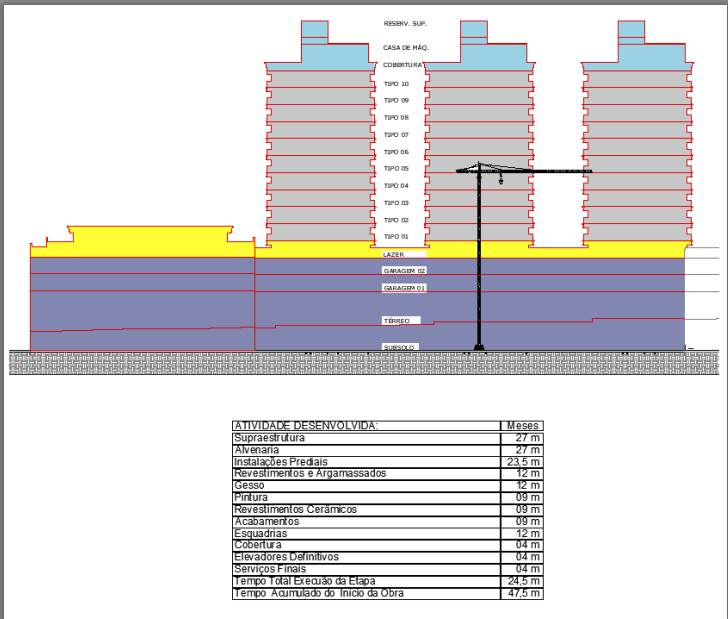 RESERV. SUP.
CASA DE MÁQ.
COBERTURA
TIPO 10
TIPO 09
TIPO 08
TIPO 07
TIPO 06
TIPO 05
TIPO 04
TIPO 03
TIPO 02
TIPO 01
LAZER
GARAGEM 02
GARAGEM 01
TÉRREO
SUBSOLO
ATIVIDADE DESENVOLVIDA: Meses
Supraestrutura 27 m
Alvenaria 27 m
Instalações Prediais 23,5 m
Revestimentos e Argamassados 12 m
Gesso 12 m
Pintura 09 m
Revestimentos Cerâmicos 09 m
Acabamentos 09 m
Esquadrias 12 m
Cobertura 04 m
Elevadores Definitivos 04 m
Serviços Finais 04 m
Tempo Total Execuão da Etapa 24,5 m
Tempo Acumulado do Início da Obra 47,5 m